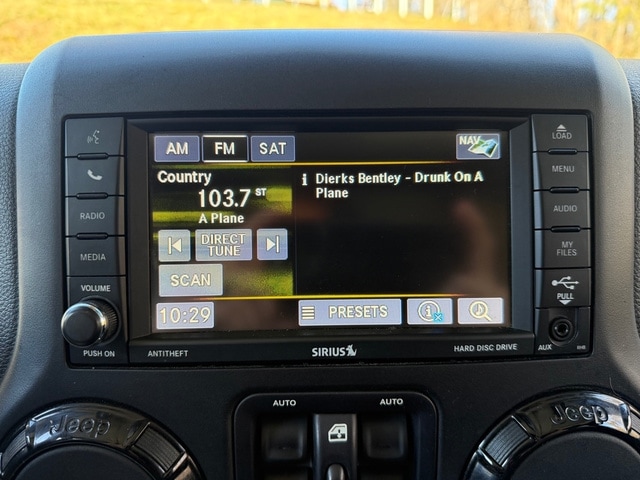 AM FM SAT NAV
Country
103.7 ST
A Plane
i Dierks Bentley - Drunk On A
Plane
DIRECT
TUNE
SCAN
10:29
PRESETS
RADIO
MEDIA
VOLUME
PUSH ON
LOAD
MENU
AUDIO
MY
FILES
PULL
AUX
RHB
ANTITHEFT
SIRIUS
HARD DISC DRIVE
AUTO
AUTO
Jeep
Jeep